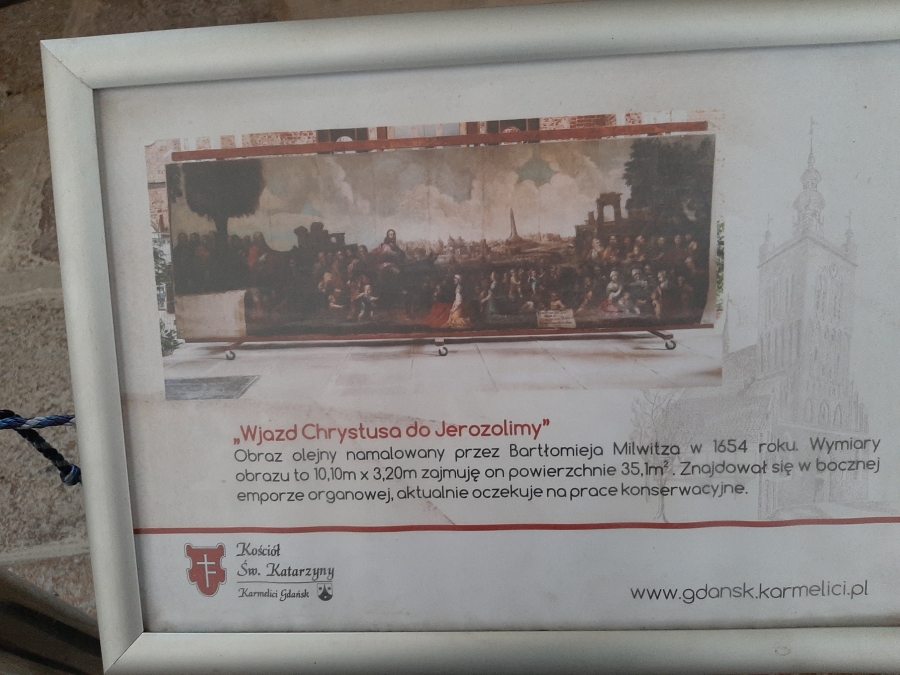 „Wjazd Chrystusa do Jerozolimy”
Obraz olejny namalowany przez Bartłomieja Milwitza w 1654 roku. Wymiary
obrazu to 10,10m x 3,20m zajmuję on powierzchnie 35,1m². Znajdował się w bocznej
emporze organowej, aktualnie oczekuje na prace konserwacyjne.
Kościół
Św. Katarzyny
Karmelici Gdańsk
www.gdansk.karmelici.pl